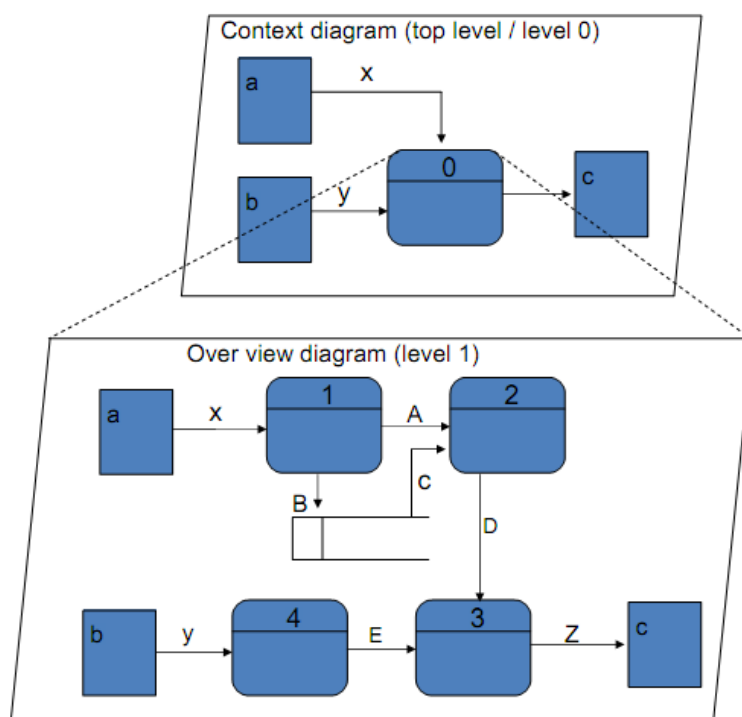 Context diagram (top level / level 0)
a
x
0
b
y
c
Over view diagram (level 1)
a
x
1
A
2
B
c
D
b
y
4
E
3
Z
c